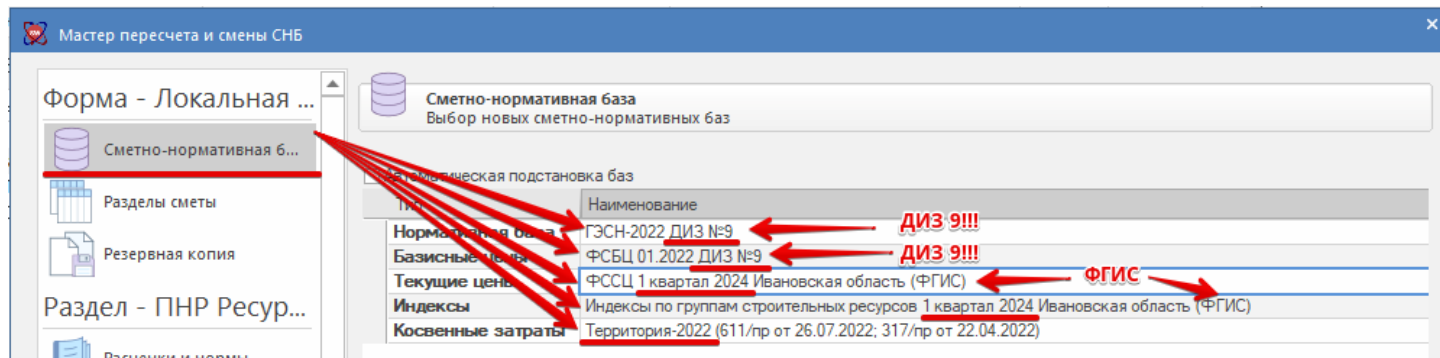 Мастер пересчета и смены СНБ
Форма - Локальная ...
Сметно-нормативная б...
Разделы сметы
Резервная копия
Раздел - ПНР Ресур...
Расценки и нормы
Сметно-нормативная база
Выбор новых сметно-нормативных баз
Автоматическая подстановка баз
Тип Наименование
Нормативная база ГЭСН-2022 ДИЗ №9 ДИЗ 9!!!
Базисные цены ФСБЦ 01.2022 ДИЗ №9 ДИЗ 9!!!
Текущие цены ФССЦ 1 квартал 2024 Ивановская область (ФГИС) ФГИС
Индексы Индексы по группам строительных ресурсов 1 квартал 2024 Ивановская область (ФГИС)
Косвенные затраты Территория-2022 (611/пр от 26.07.2022; 317/пр от 22.04.2022)